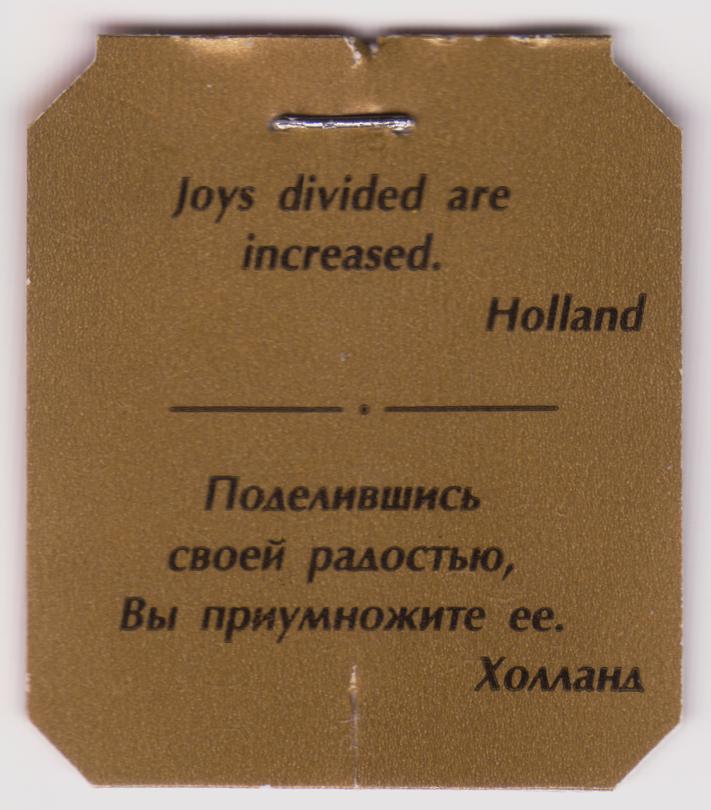 Joys divided are
increased.
Holland
Поделившись
своей радостью,
Вы приумножите ее.
Холланд